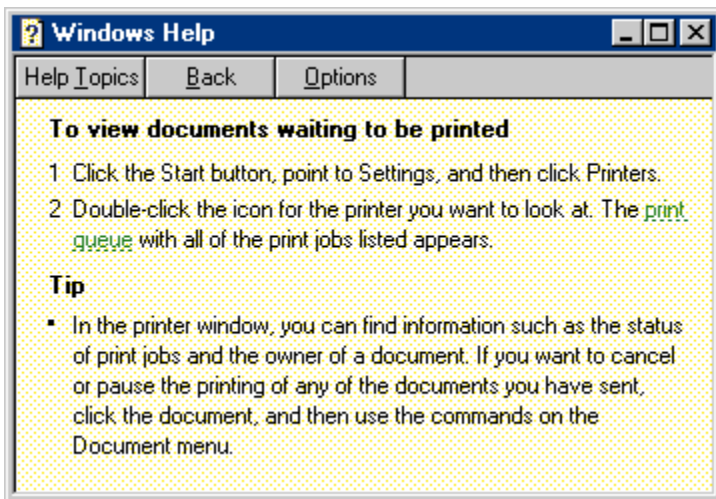 Windows Help
Help Topics Back Options
To view documents waiting to be printed
1 Click the Start button, point to Settings, and then click Printers.
2 Double-click the icon for the printer you want to look at. The print
queue with all of the print jobs listed appears.
Tip
▪ In the printer window, you can find information such as the status
of print jobs and the owner of a document. If you want to cancel
or pause the printing of any of the documents you have sent,
click the document, and then use the commands on the
Document menu.